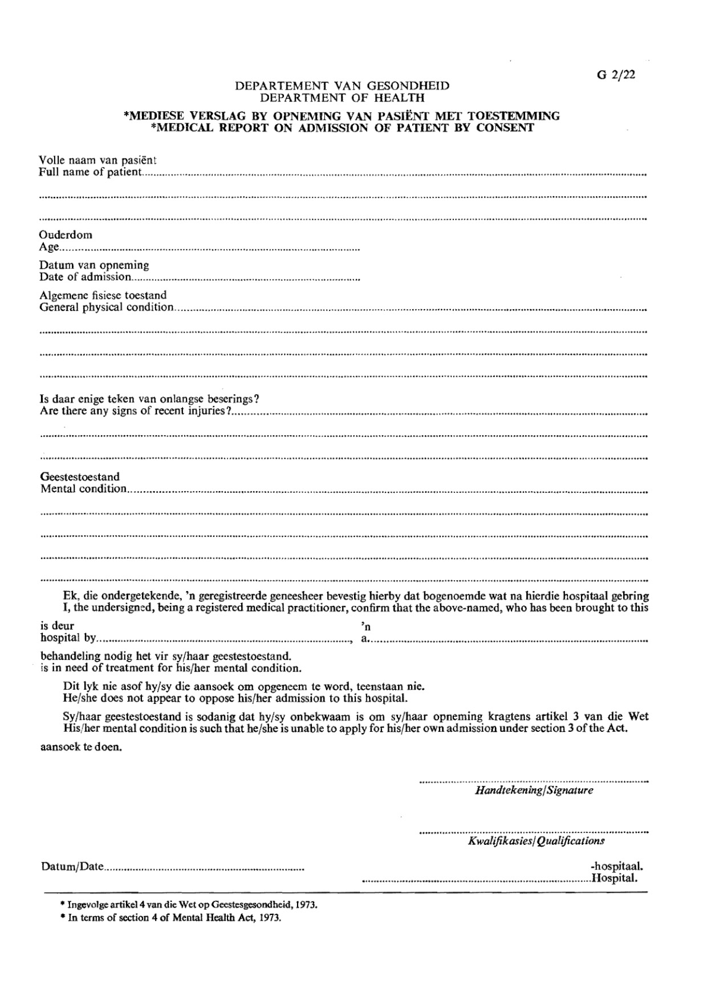 G 2/22
DEPARTEMENT VAN GESONDHEID
DEPARTMENT OF HEALTH
*MEDIESE VERSLAG BY OPNEMING VAN PASIËNT MET TOESTEMMING
*MEDICAL REPORT ON ADMISSION OF PATIENT BY CONSENT
Volle naam van pasiënt
Full name of patient
Ouderdom
Age
Datum van opneming
Date of admission
Algemene fisiese toestand
General physical condition
Is daar enige teken van onlangse beserings?
Are there any signs of recent injuries?
Geestestoestand
Mental condition
Ek, die ondergetekende, 'n geregistreerde geneesheer bevestig hierby dat bogenoemde wat na hierdie hospitaal gebring
I, the undersigned, being a registered medical practitioner, confirm that the above-named, who has been brought to this
is deur 'n
hospital by, a
behandeling nodig het vir sy/haar geestestoestand.
is in need of treatment for his/her mental condition.
Dit lyk nie asof hy/sy die aansoek om opgeneem te word, teenstaan nie.
He/she does not appear to oppose his/her admission to this hospital.
Sy/haar geestestoestand is sodanig dat hy/sy onbekwaam is om sy/haar opneming kragtens artikel 3 van die Wet
His/her mental condition is such that he/she is unable to apply for his/her own admission under section 3 of the Act.
aansoek te doen.
Handtekening/Signature
Kwalifikasies/Qualifications
Datum/Date -hospitaal.
Hospital.
* Ingevolge artikel 4 van die Wet op Geestesgesondheid, 1973.
* In terms of section 4 of Mental Health Act, 1973.